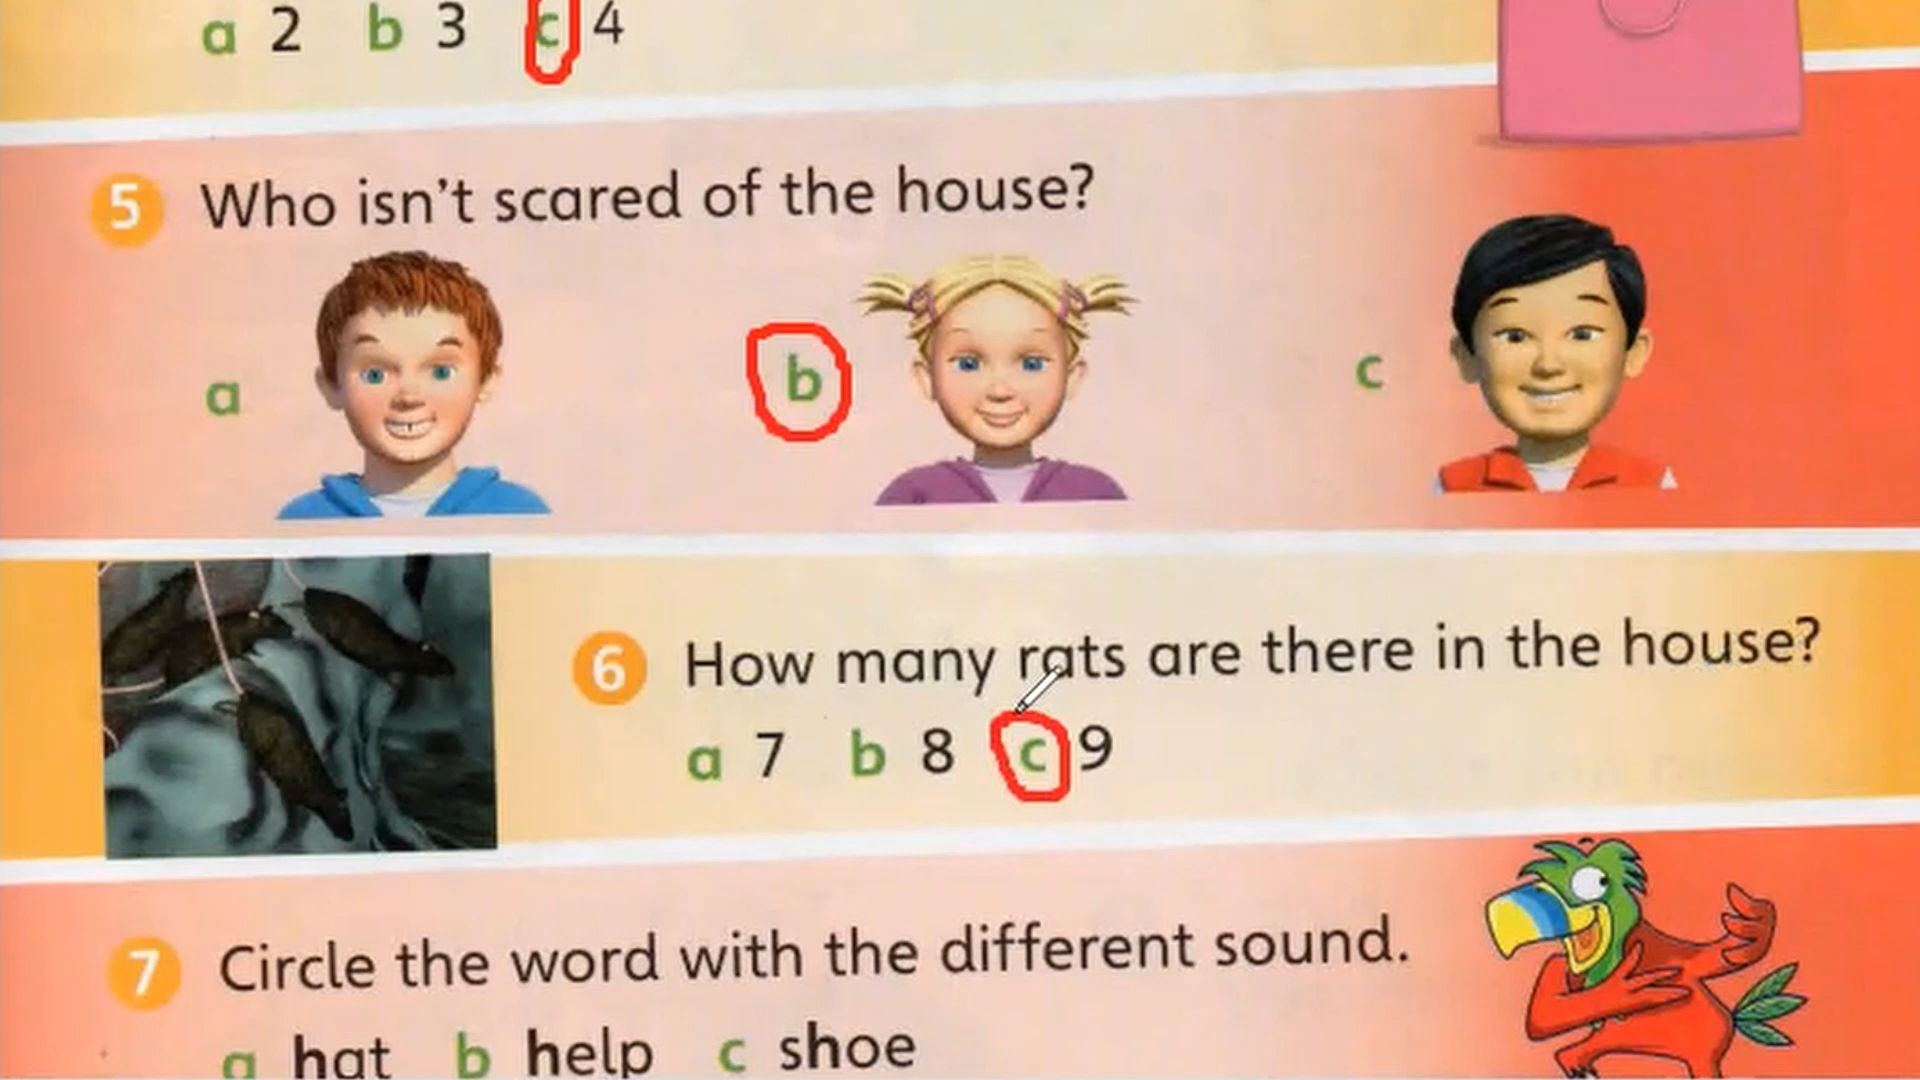 a 2 b 3 c 4
5 Who isn't scared of the house?
a b c
6 How many rats are there in the house?
a 7 b 8 c 9
7 Circle the word with the different sound.
a hat b help c shoe